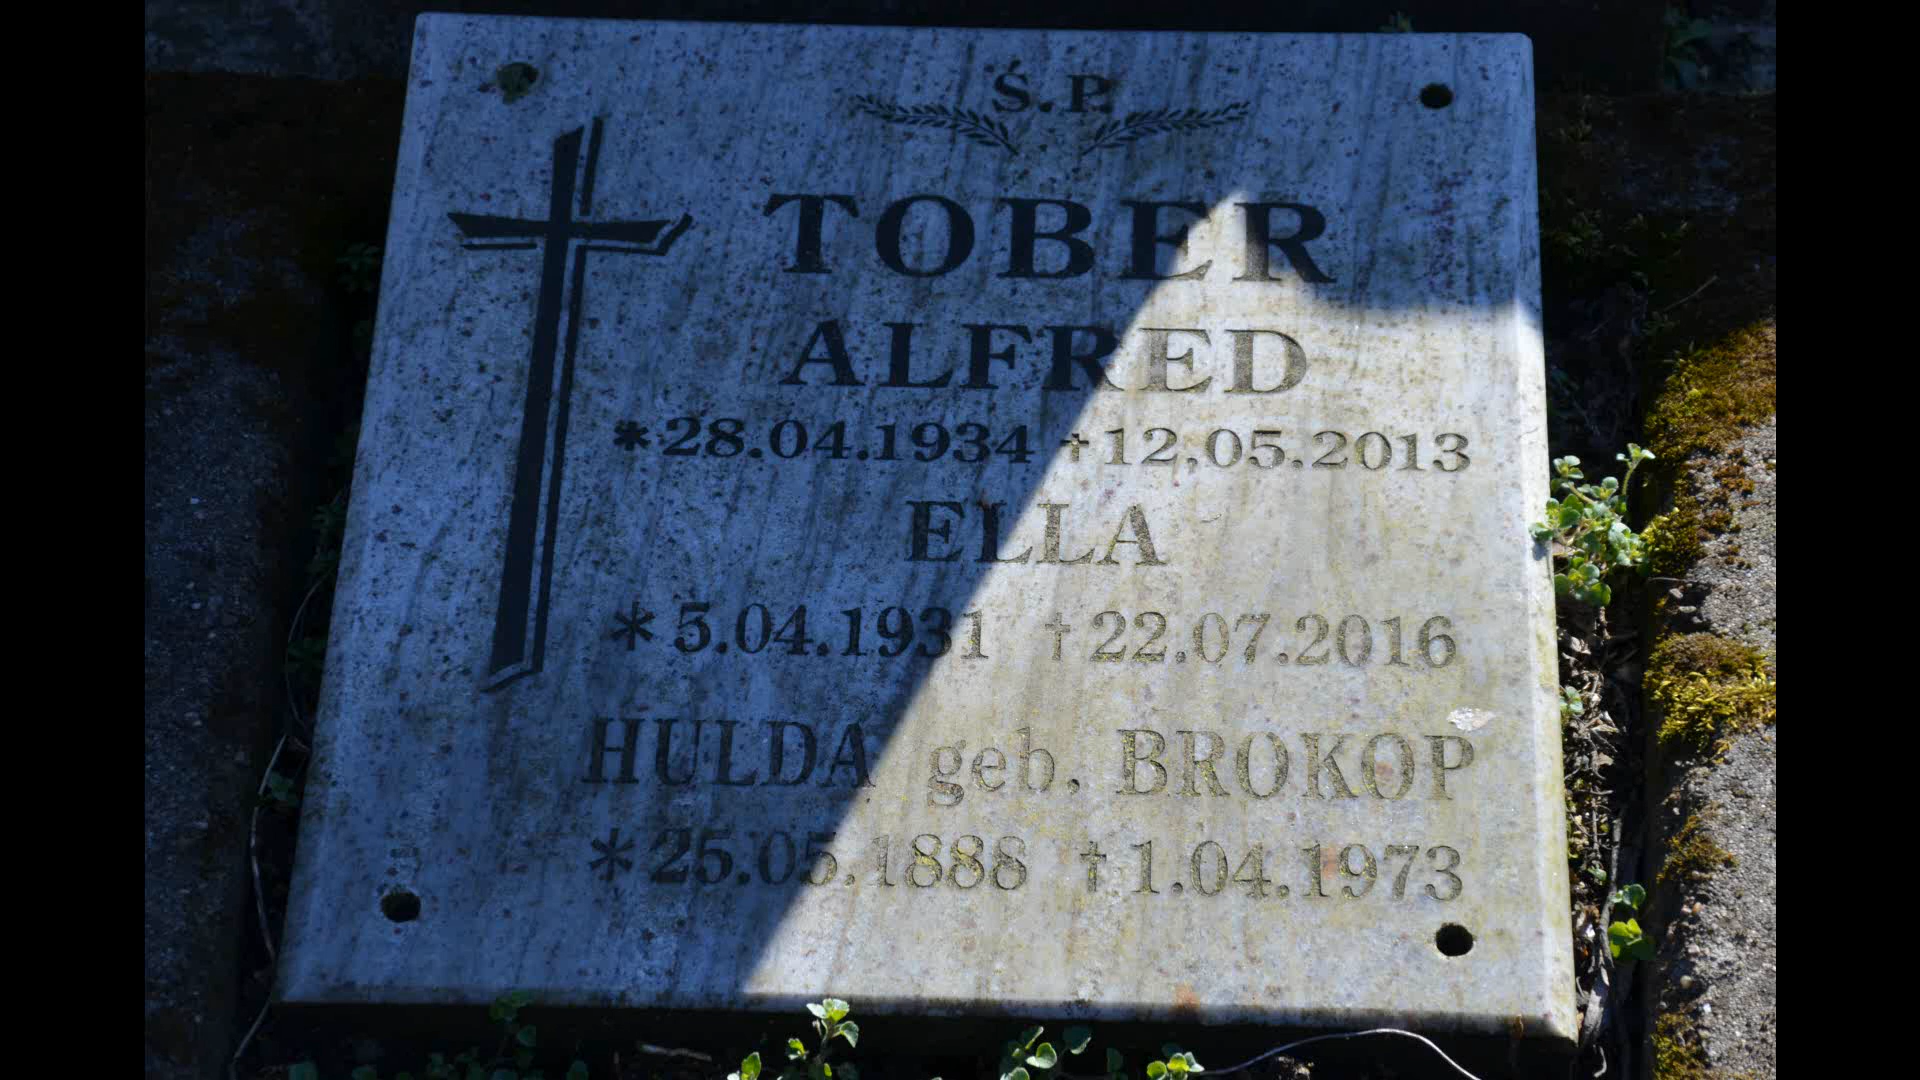 Ś.P.
TOBER
ALFRED
*28.04.1934 †12.05.2013
ELLA
*5.04.1931 †22.07.2016
HULDA geb. BROKOP
*25.05.1888 †1.04.1973